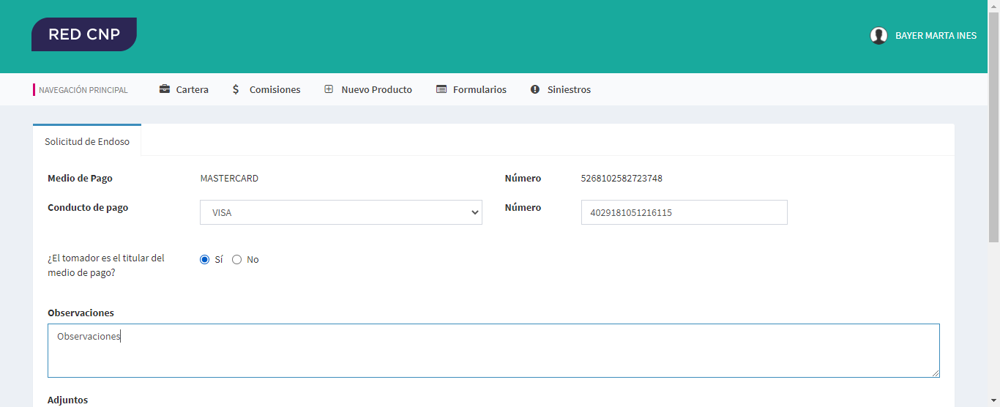 RED CNP
BAYER MARTA INES
NAVEGACIÓN PRINCIPAL Cartera $ Comisiones Nuevo Producto Formularios Siniestros
Solicitud de Endoso
Medio de Pago MASTERCARD Número 5268102582723748
Conducto de pago VISA Número 4029181051216115
¿El tomador es el titular del
medio de pago? Sí No
Observaciones
Observaciones
Adjuntos